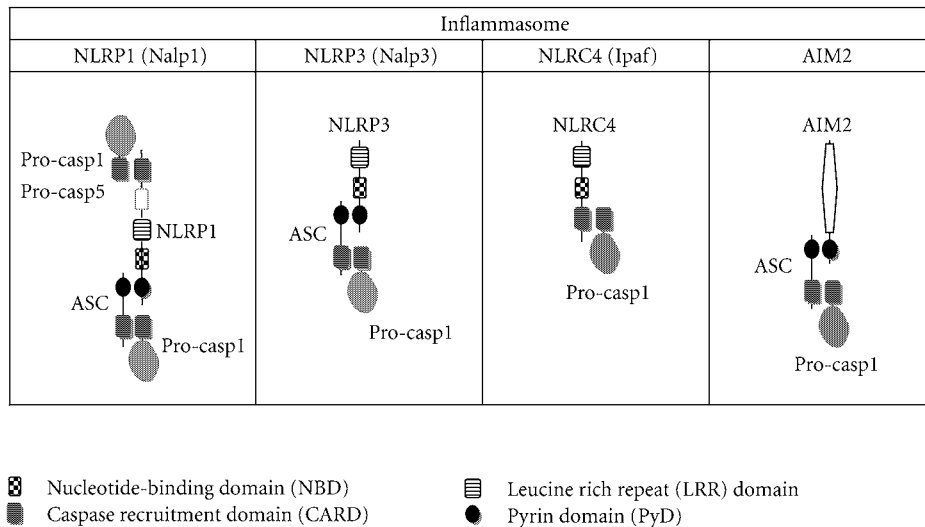 Inflammasome
NLRP1 (Nalp1)
NLRP3 (Nalp3)
NLRC4 (Ipaf)
AIM2
Pro-casp1
Pro-casp5
NLRP1
ASC
Pro-casp1
NLRP3
ASC
Pro-casp1
NLRC4
Pro-casp1
AIM2
ASC
Pro-casp1
Nucleotide-binding domain (NBD)
Caspase recruitment domain (CARD)
Leucine rich repeat (LRR) domain
Pyrin domain (PyD)